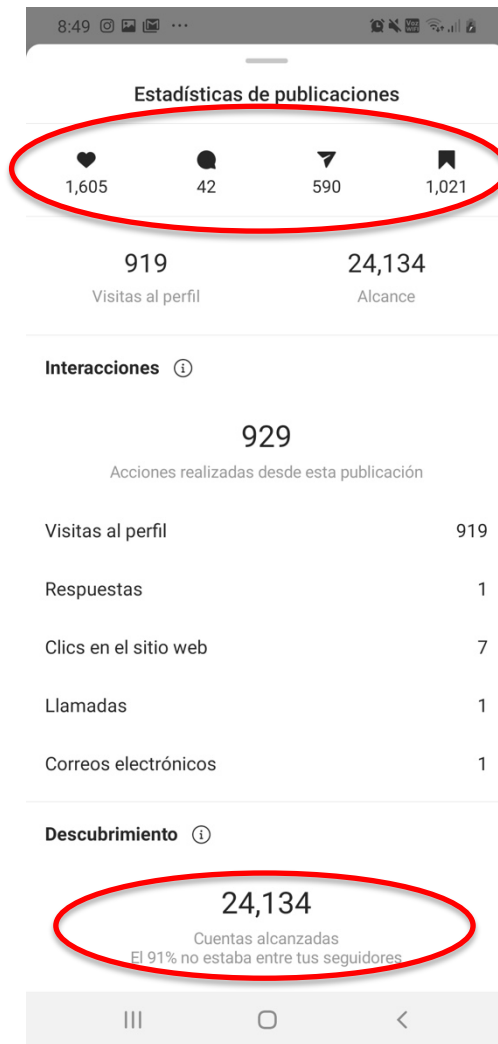 8:49
Voz WiFi
Estadísticas de publicaciones
1,605 42 590 1,021
919 24,134
Visitas al perfil Alcance
Interacciones
929
Acciones realizadas desde esta publicación
Visitas al perfil 919
Respuestas 1
Clics en el sitio web 7
Llamadas 1
Correos electrónicos 1
Descubrimiento
24,134
Cuentas alcanzadas
El 91% no estaba entre tus seguidores